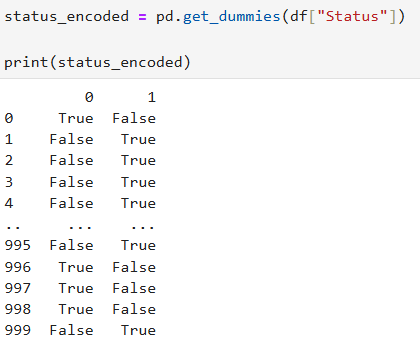 status_encoded = pd.get_dummies(df["Status"])
print(status_encoded)
0 1
0 True False
1 False True
2 False True
3 False True
4 False True
.. ... ...
995 False True
996 True False
997 True False
998 True False
999 False True